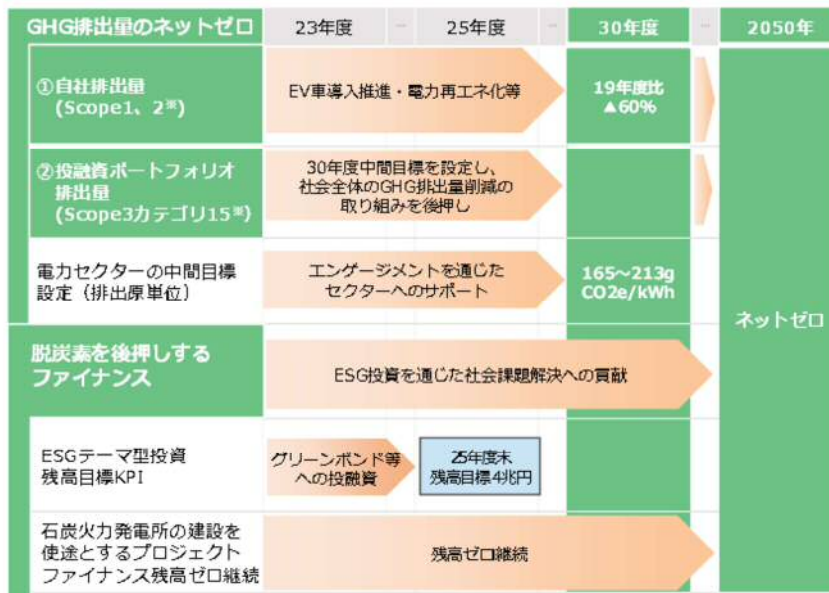 GHG排出量のネットゼロ
23年度
…
25年度
…
30年度
…
2050年
①自社排出量
(Scope1、2※)
EV車導入推進・電力再エネ化等
19年度比
▲60%
②投融資ポートフォリオ
排出量
(Scope3カテゴリ15※)
30年度中間目標を設定し、
社会全体のGHG排出量削減の
取り組みを後押し
電力セクターの中間目標
設定（排出原単位）
エンゲージメントを通じた
セクターへのサポート
165～213g
CO2e/kWh
ネットゼロ
脱炭素を後押しする
ファイナンス
ESG投資を通じた社会課題解決への貢献
ESGテーマ型投資
残高目標KPI
グリーンボンド等
への投融資
25年度末
残高目標4兆円
石炭火力発電所の建設を
使途とするプロジェクト
ファイナンス残高ゼロ継続
残高ゼロ継続